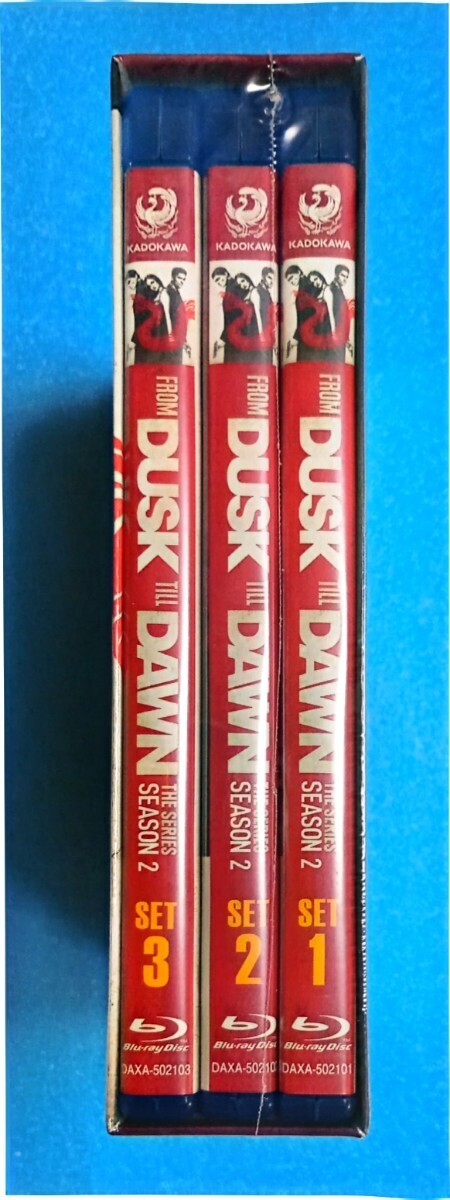 KADOKAWA
FROM
DUSK
TILL
DAWN
THE SERIES
SEASON 2
SET
3
Blu-ray Disc
DAXA-502103
KADOKAWA
FROM
DUSK
TILL
DAWN
THE SERIES
SEASON 2
SET
2
Blu-ray Disc
KADOKAWA
FROM
DUSK
TILL
DAWN
THE SERIES
SEASON 2
SET
1
Blu-ray Disc
DAXA-502101